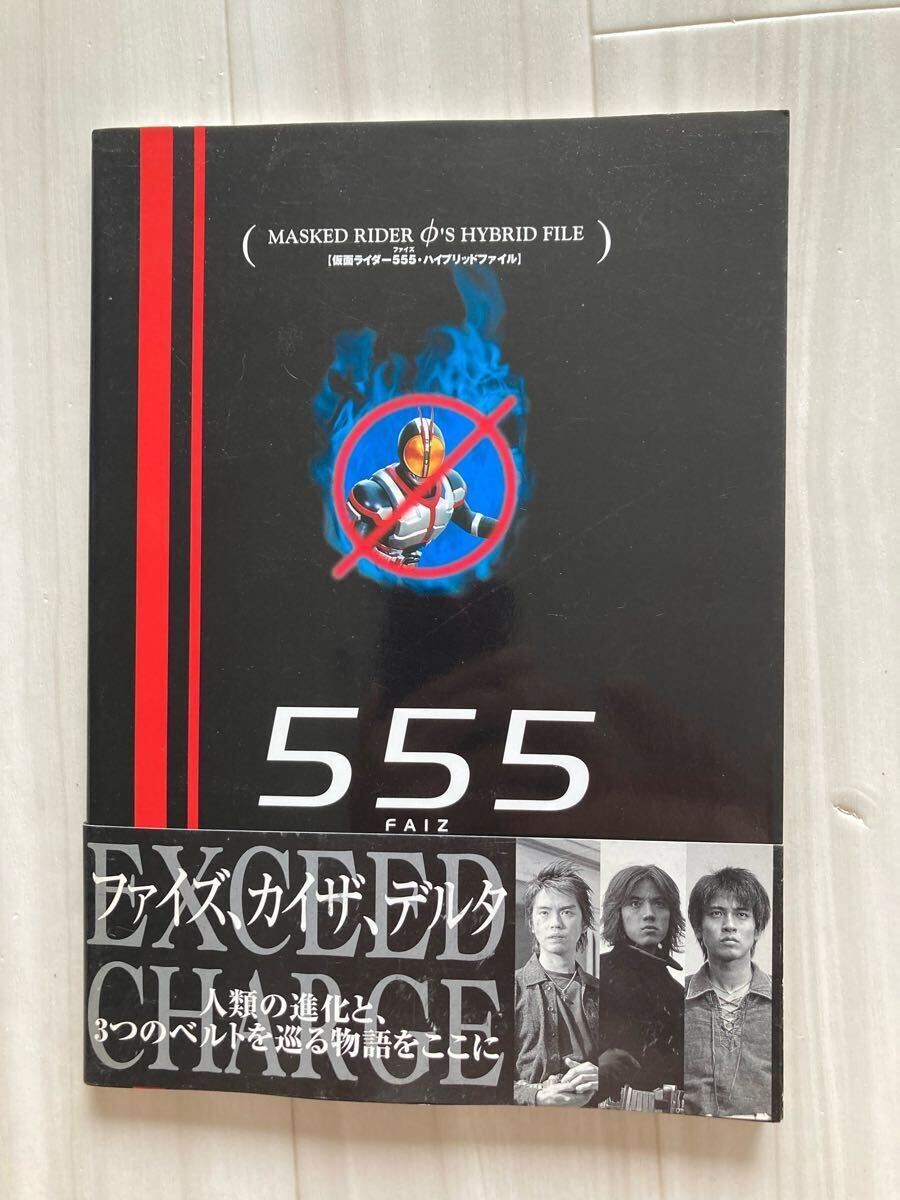 MASKED RIDER φ'S HYBRID FILE
ファイズ
【仮面ライダー555・ハイブリッドファイル】
555
FAIZ
EXCEED
ファイズ、カイザ、デルタ
CHARGE
人類の進化と、
3つのベルトを巡る物語をここに